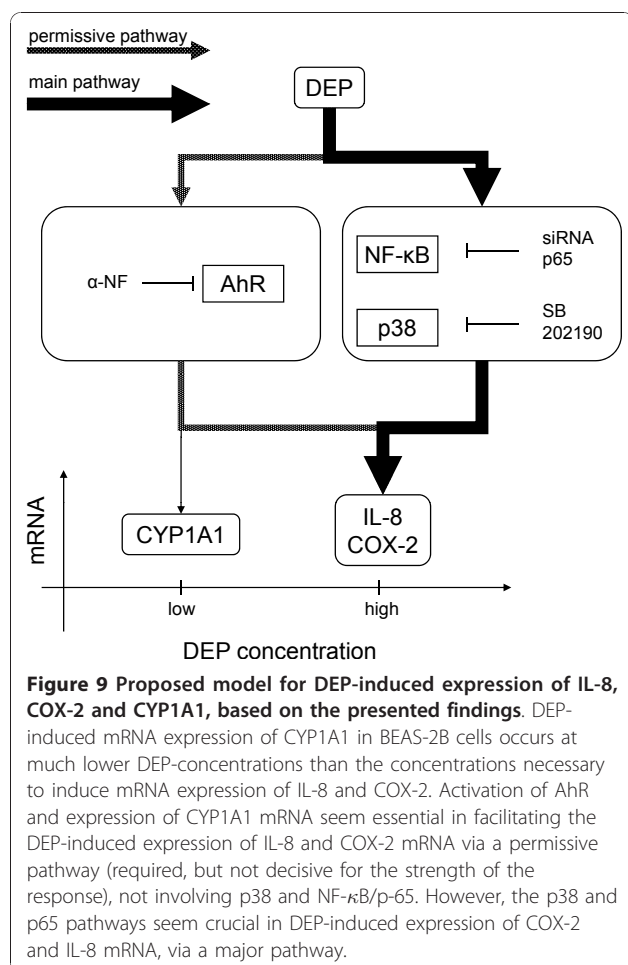 permissive pathway
main pathway
DEP
α-NF
AhR
NF-κB
siRNA
p65
p38
SB
202190
mRNA
CYP1A1
IL-8
COX-2
low
high
DEP concentration
Figure 9 Proposed model for DEP-induced expression of IL-8,
COX-2 and CYP1A1, based on the presented findings. DEP-
induced mRNA expression of CYP1A1 in BEAS-2B cells occurs at
much lower DEP-concentrations than the concentrations necessary
to induce mRNA expression of IL-8 and COX-2. Activation of AhR
and expression of CYP1A1 mRNA seem essential in facilitating the
DEP-induced expression of IL-8 and COX-2 mRNA via a permissive
pathway (required, but not decisive for the strength of the
response), not involving p38 and NF-κB/p-65. However, the p38 and
p65 pathways seem crucial in DEP-induced expression of COX-2
and IL-8 mRNA, via a major pathway.